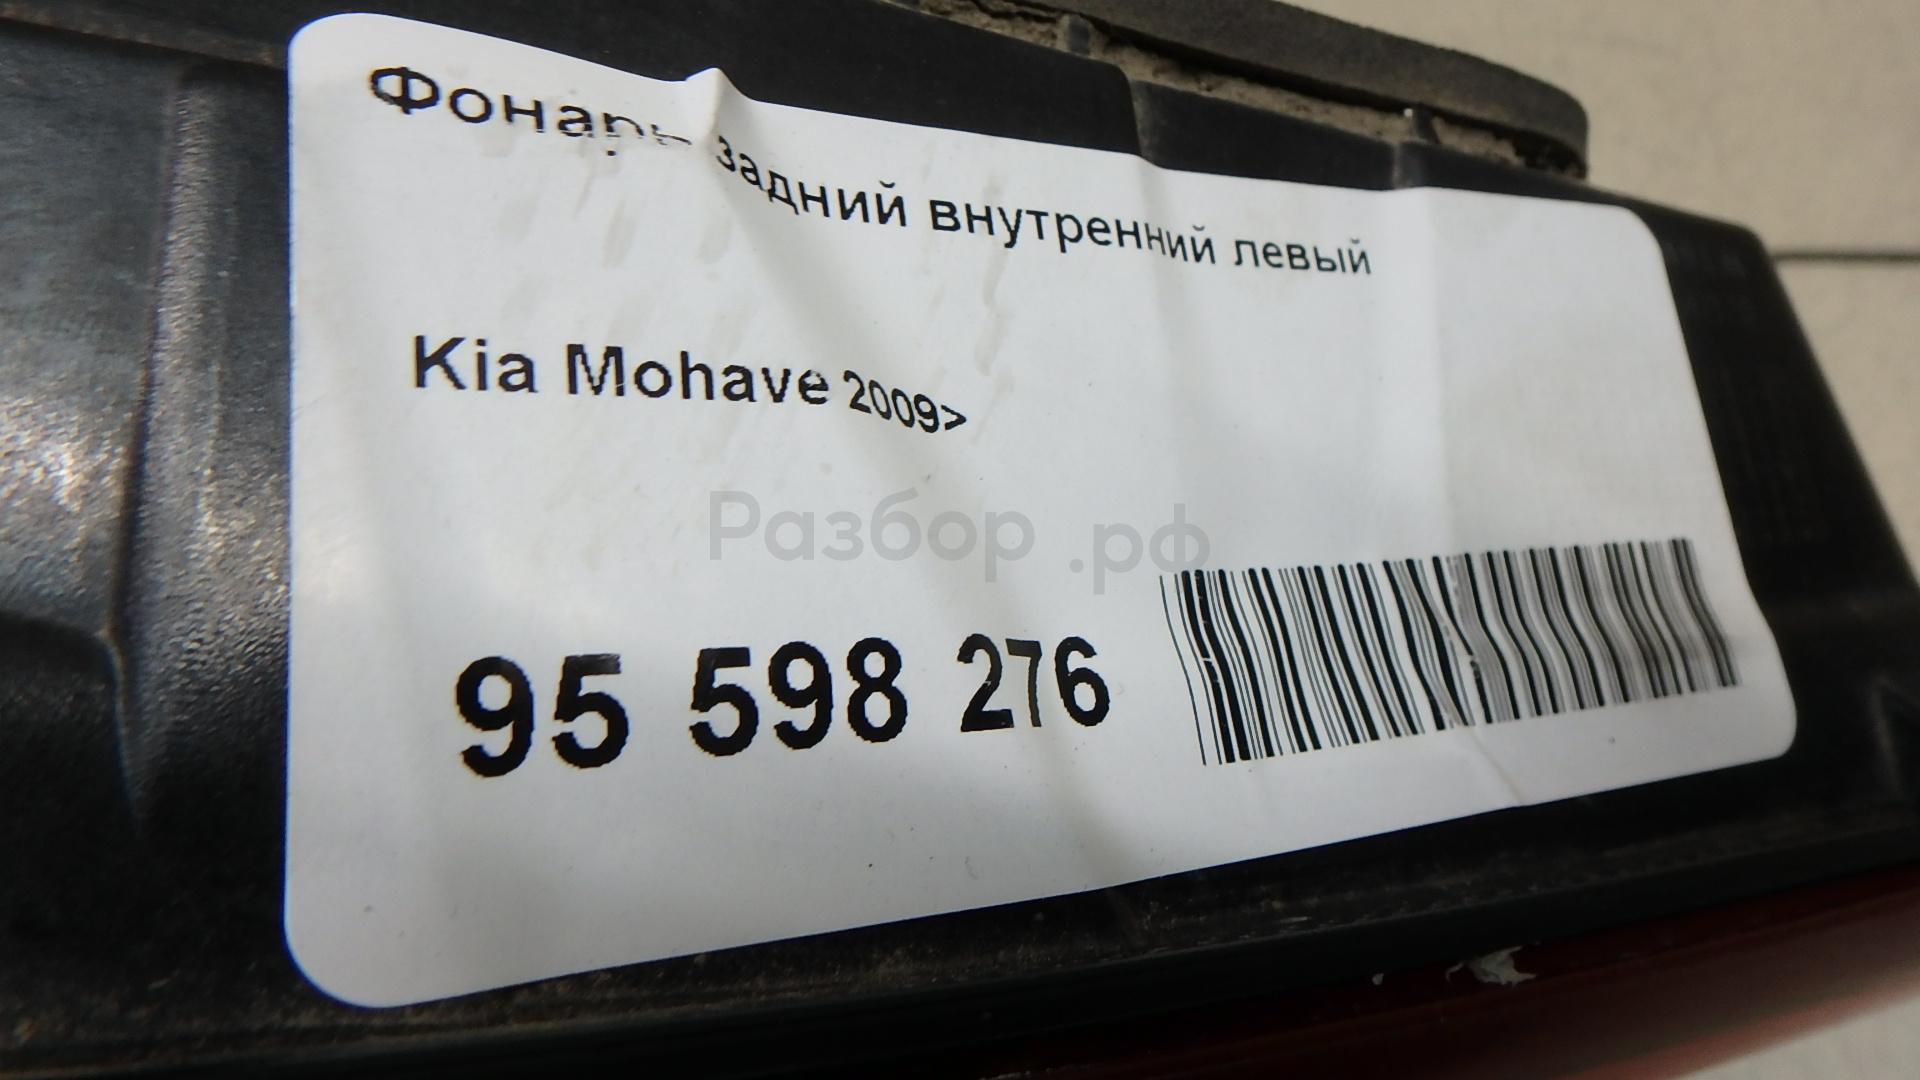 Фонарь задний внутренний левый
Kia Mohave 2009>
Разбор.рф
95 598 276